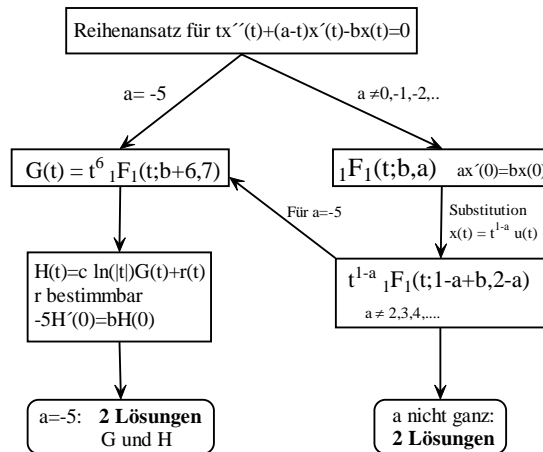 Reihenansatz für tx´´(t)+(a-t)x´(t)-bx(t)=0
a= -5
a ≠0,-1,-2,..
G(t) = t⁶ ₁F₁(t;b+6,7)
₁F₁(t;b,a) ax´(0)=bx(0)
Für a=-5
Substitution
x(t) = t¹⁻ᵃ u(t)
H(t)=c ln(|t|)G(t)+r(t)
r bestimmbar
-5H´(0)=bH(0)
t¹⁻ᵃ ₁F₁(t;1-a+b,2-a)
a ≠ 2,3,4,....
a=-5: 2 Lösungen
G und H
a nicht ganz:
2 Lösungen